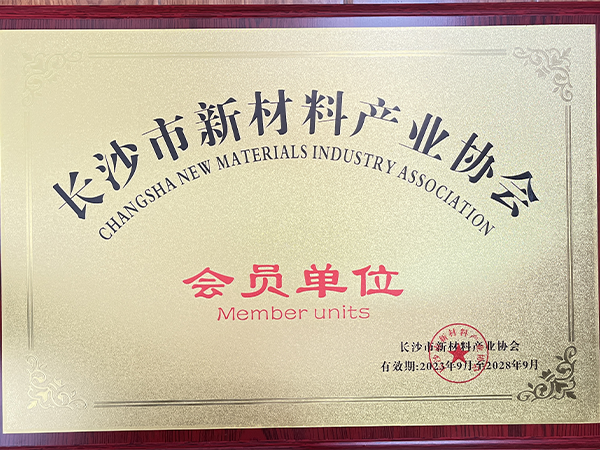 长沙市新材料产业协会
CHANGSHA NEW MATERIALS INDUSTRY ASSOCIATION
会员单位
Member units
长沙市新材料产业协会
有效期:2023年9月至2028年9月